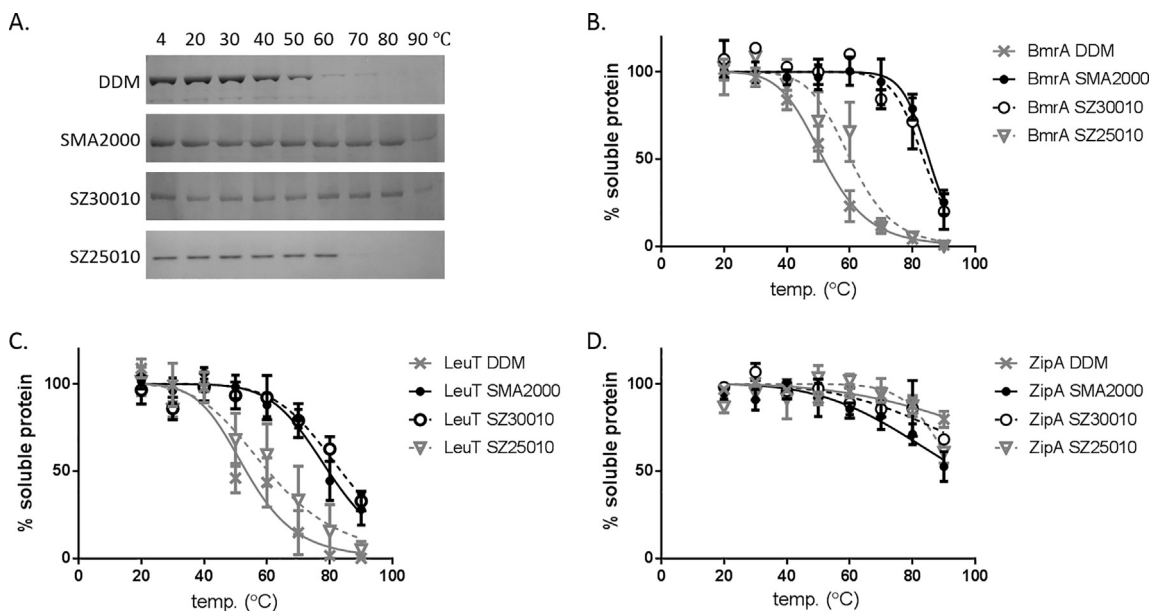 A.
4 20 30 40 50 60 70 80 90 °C
DDM
SMA2000
SZ30010
SZ25010
B.
% soluble protein
100
50
0
0 20 40 60 80 100
temp. (°C)
BmrA DDM
BmrA SMA2000
BmrA SZ30010
BmrA SZ25010
C.
% soluble protein
100
50
0
0 20 40 60 80 100
temp. (°C)
LeuT DDM
LeuT SMA2000
LeuT SZ30010
LeuT SZ25010
D.
% soluble protein
100
50
0
0 20 40 60 80 100
temp. (°C)
ZipA DDM
ZipA SMA2000
ZipA SZ30010
ZipA SZ25010